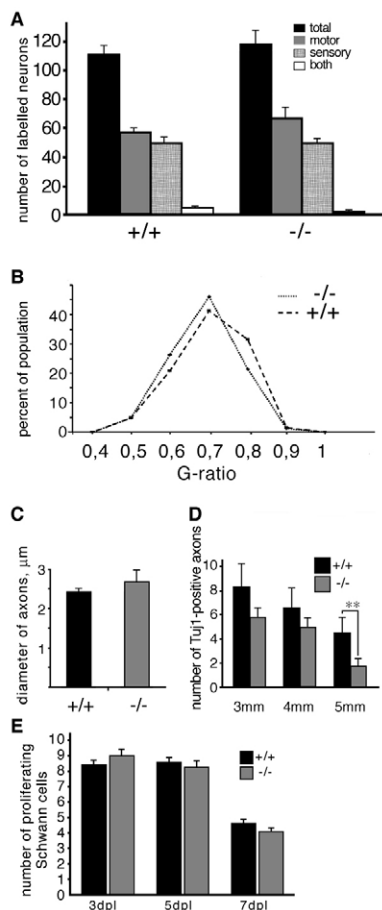 A
120
100
80
60
40
20
0
number of labelled neurons
total
motor
sensory
both
+/+
-/-
B
40
30
20
10
0
percent of population
-/-
+/+
0,4 0,5 0,6 0,7 0,8 0,9 1
G-ratio
C
3
2
1
diameter of axons, µm
+/+
-/-
D
10
8
6
4
2
0
number of Tuj1-positive axons
+/+
-/-
**
3mm 4mm 5mm
E
10
9
8
7
6
5
4
3
2
1
0
number of proliferating
Schwann cells
+/+
-/-
3dpl 5dpl 7dpl